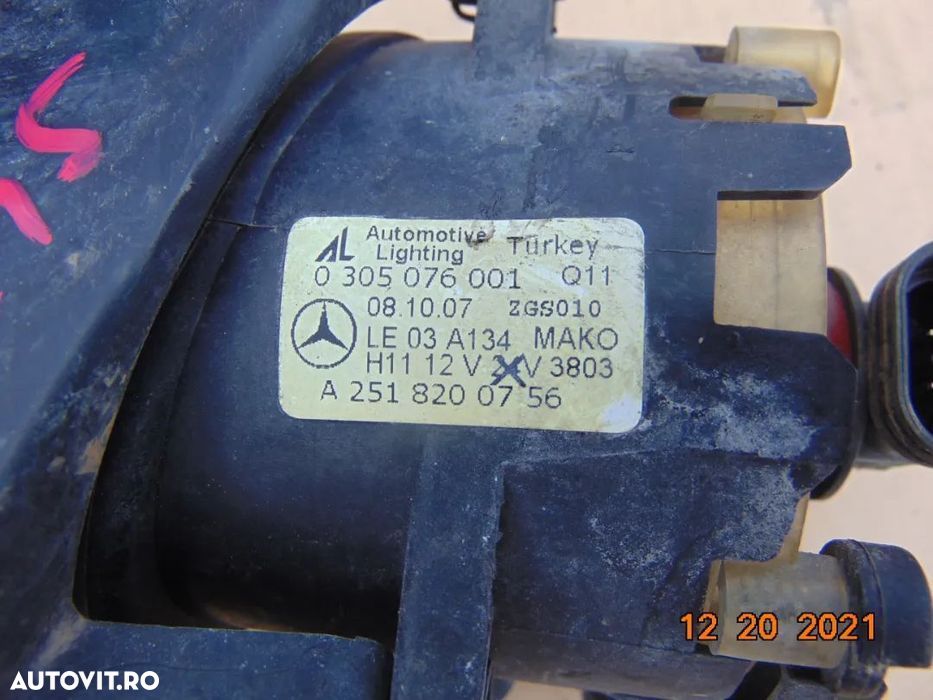 AL Automotive Lighting Turkey
0 305 076 001 Q11
08.10.07 ZGS010
LE 03 A134 MAKO
H11 12 V V 3803
A 251 820 07 56
12 20 2021
AUTOVIT.RO